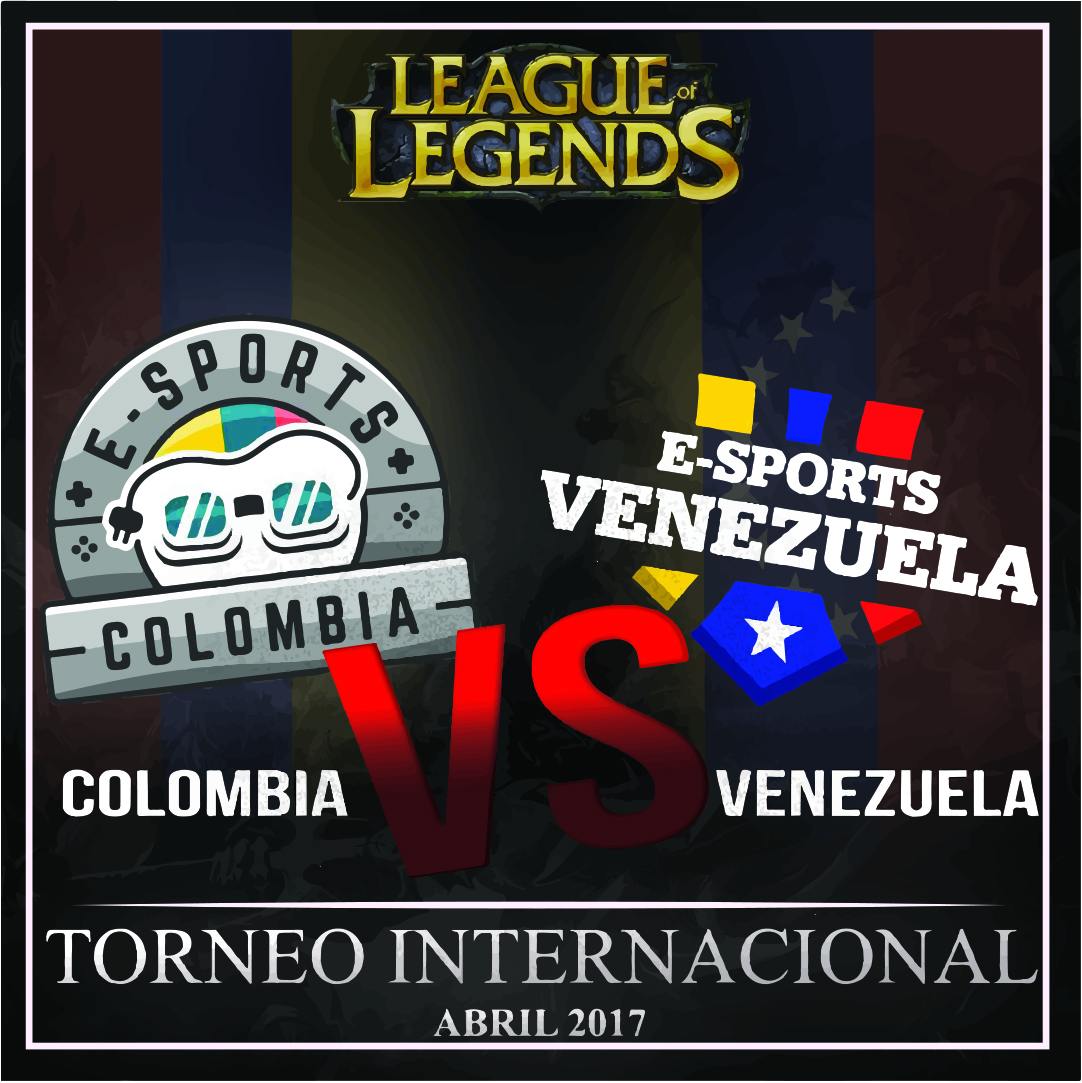 LEAGUE of
LEGENDS
E-SPORTS
COLOMBIA
E-SPORTS
VENEZUELA
VS
COLOMBIA
VENEZUELA
TORNEO INTERNACIONAL
ABRIL 2017